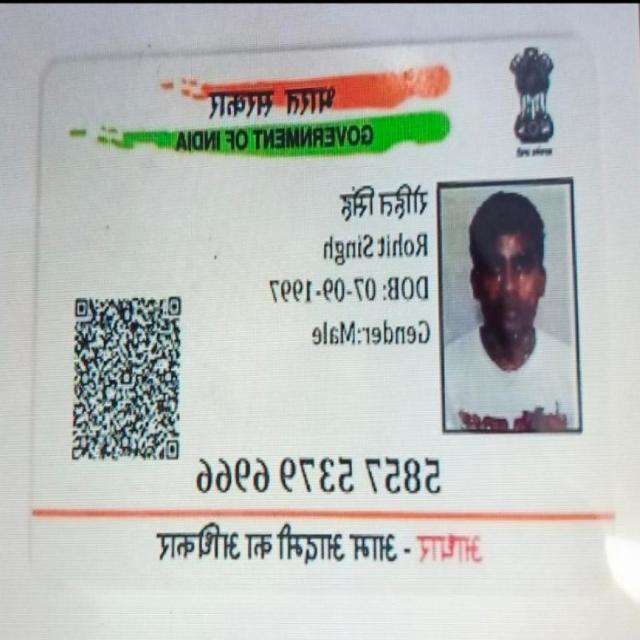 भारत सरकार
GOVERNMENT OF INDIA
रोहित सिंह
Rohit Singh
DOB: 07-09-1997
Gender:Male
5857 5379 6966
आधार - आम आदमी का अधिकार